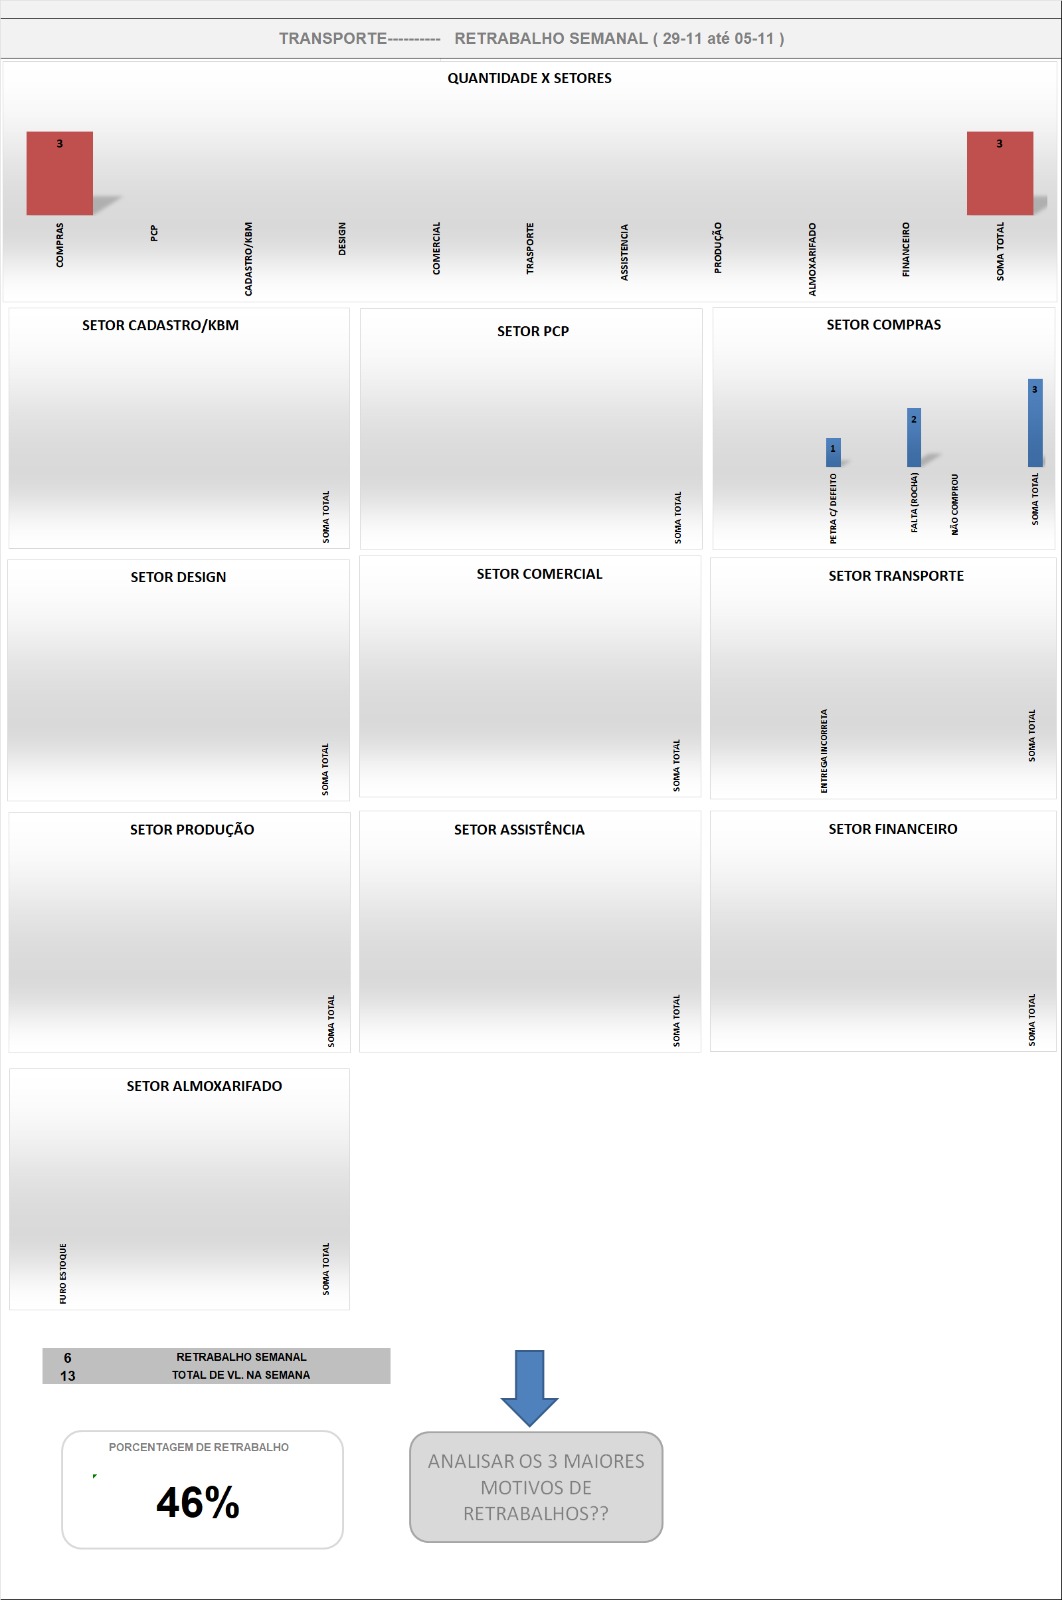 TRANSPORTE---------- RETRABALHO SEMANAL ( 29-11 até 05-11 )
QUANTIDADE X SETORES
3
3
COMPRAS
PCP
CADASTRO/KBM
DESIGN
COMERCIAL
TRASPORTE
ASSISTENCIA
PRODUÇÃO
ALMOXARIFADO
FINANCEIRO
SOMA TOTAL
SETOR CADASTRO/KBM
SOMA TOTAL
SETOR PCP
SOMA TOTAL
SETOR COMPRAS
1
2
3
PETRA C/ DEFEITO
FALTA (ROCHA)
NÃO COMPROU
SOMA TOTAL
SETOR DESIGN
SOMA TOTAL
SETOR COMERCIAL
SOMA TOTAL
SETOR TRANSPORTE
ENTREGA INCORRETA
SOMA TOTAL
SETOR PRODUÇÃO
SOMA TOTAL
SETOR ASSISTÊNCIA
SOMA TOTAL
SETOR FINANCEIRO
SOMA TOTAL
SETOR ALMOXARIFADO
FURO ESTOQUE
SOMA TOTAL
6 RETRABALHO SEMANAL
13 TOTAL DE VL. NA SEMANA
PORCENTAGEM DE RETRABALHO
46%
ANALISAR OS 3 MAIORES
MOTIVOS DE
RETRABALHOS??